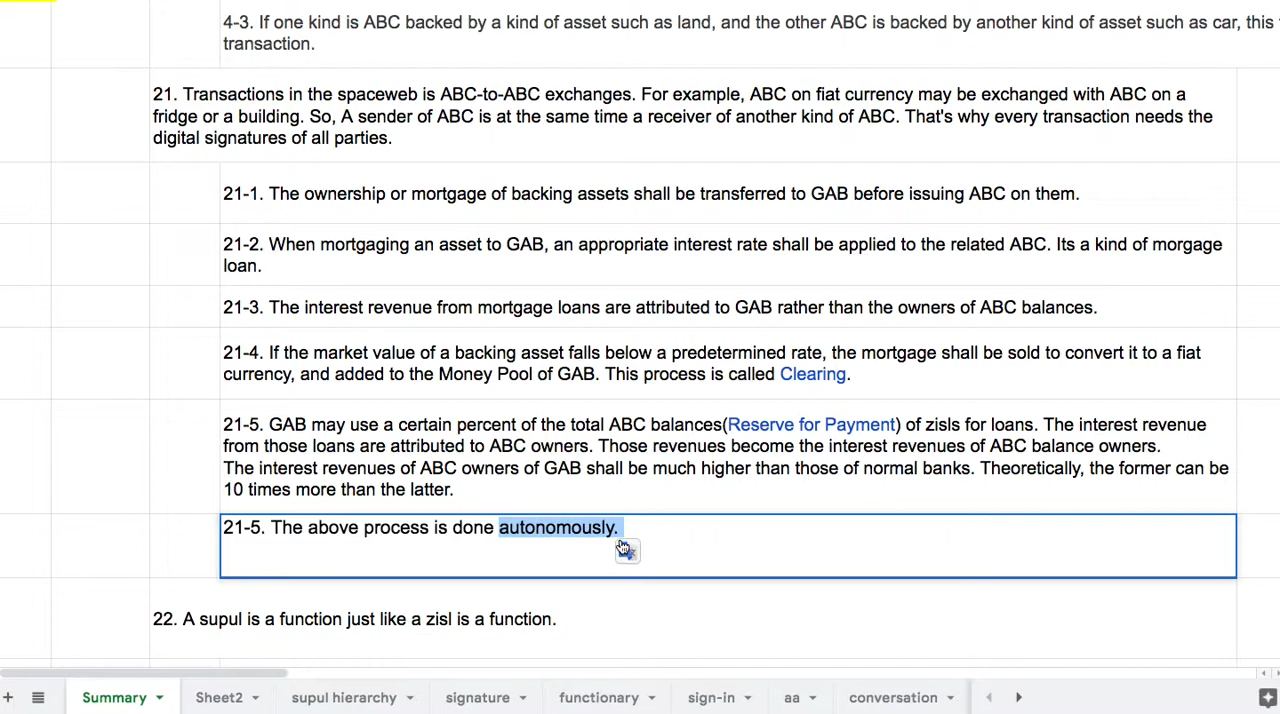 4-3. If one kind is ABC backed by a kind of asset such as land, and the other ABC is backed by another kind of asset such as car, this
transaction.
21. Transactions in the spaceweb is ABC-to-ABC exchanges. For example, ABC on fiat currency may be exchanged with ABC on a
fridge or a building. So, A sender of ABC is at the same time a receiver of another kind of ABC. That's why every transaction needs the
digital signatures of all parties.
21-1. The ownership or mortgage of backing assets shall be transferred to GAB before issuing ABC on them.
21-2. When mortgaging an asset to GAB, an appropriate interest rate shall be applied to the related ABC. Its a kind of morgage
loan.
21-3. The interest revenue from mortgage loans are attributed to GAB rather than the owners of ABC balances.
21-4. If the market value of a backing asset falls below a predetermined rate, the mortgage shall be sold to convert it to a fiat
currency, and added to the Money Pool of GAB. This process is called Clearing.
21-5. GAB may use a certain percent of the total ABC balances(Reserve for Payment) of zisls for loans. The interest revenue
from those loans are attributed to ABC owners. Those revenues become the interest revenues of ABC balance owners.
The interest revenues of ABC owners of GAB shall be much higher than those of normal banks. Theoretically, the former can be
10 times more than the latter.
21-5. The above process is done autonomously.
22. A supul is a function just like a zisl is a function.
Summary Sheet2 supul hierarchy signature functionary sign-in aa conversation